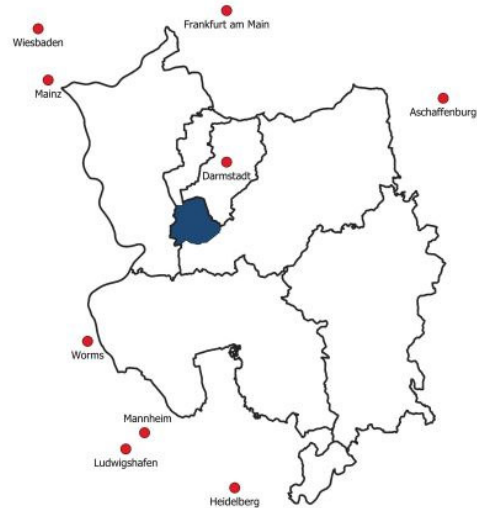 Frankfurt am Main
Wiesbaden
Mainz
Aschaffenburg
Darmstadt
Worms
Mannheim
Ludwigshafen
Heidelberg